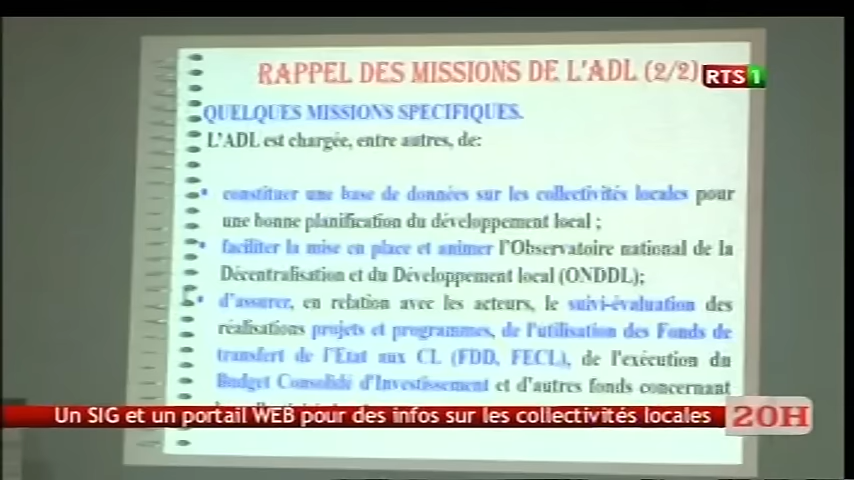 RAPPEL DES MISSIONS DE L'ADL (2/2)
RTS1
QUELQUES MISSIONS SPECIFIQUES.
L'ADL est chargée, entre autres, de:
• constituer une base de données sur les collectivités locales pour
une bonne planification du développement local ;
• faciliter la mise en place et animer l'Observatoire national de la
Décentralisation et du Développement local (ONDDL);
• d'assurer, en relation avec les acteurs, le suivi-évaluation des
réalisations projets et programmes, de l'utilisation des Fonds de
transfert de l'Etat aux CL (FDD, FECL), de l'exécution du
Budget Consolidé d'Investissement et d'autres fonds concernant
Un SIG et un portail WEB pour des infos sur les collectivités locales
20H